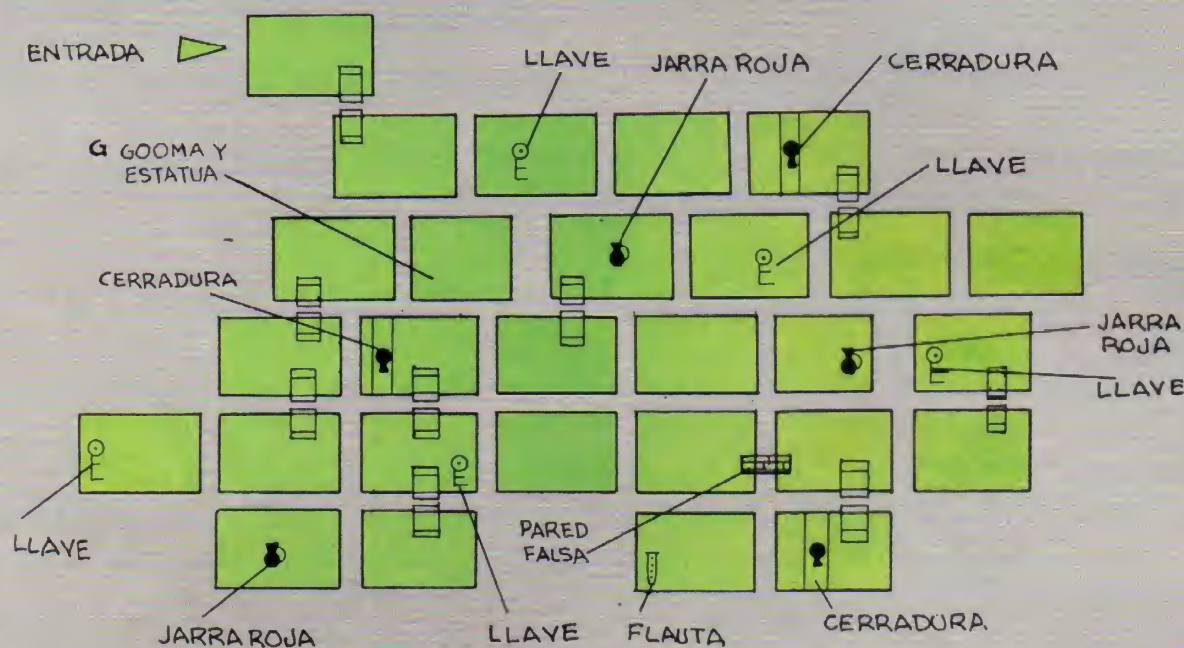 ENTRADA
LLAVE
JARRA ROJA
CERRADURA
G GOOMA Y
ESTATUA
LLAVE
CERRADURA
JARRA
ROJA
LLAVE
LLAVE
PARED
FALSA
JARRA ROJA
LLAVE
FLAUTA
CERRADURA